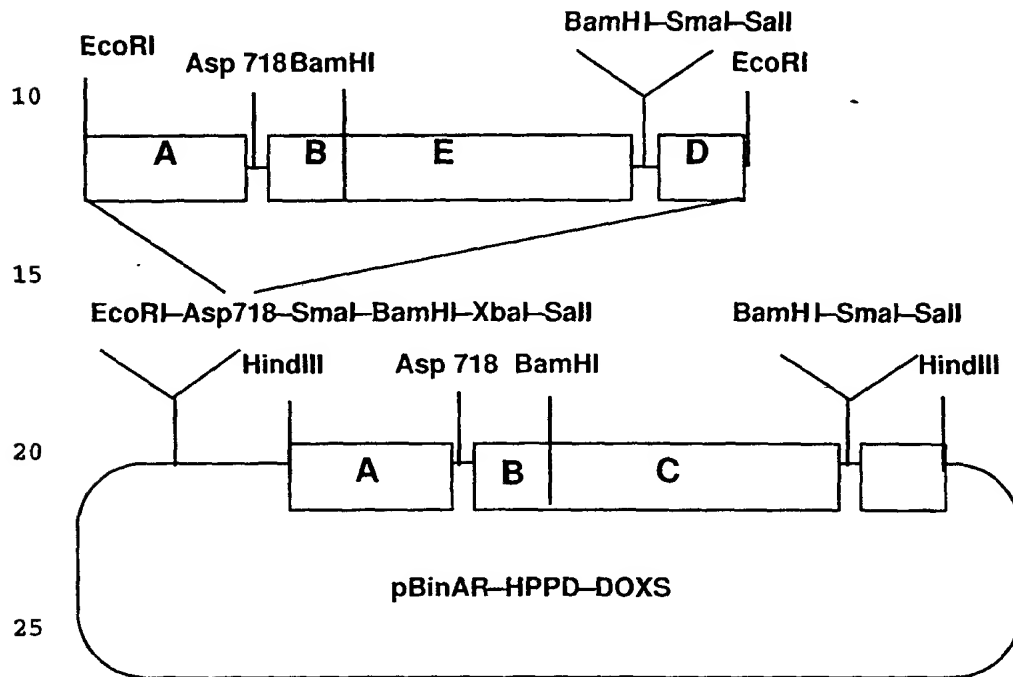 BamHI–SmaI–SalI
EcoRI
Asp 718 BamHI
EcoRI
10
A
B
E
D
15
EcoRI–Asp718–SmaI–BamHI–XbaI–SalI
BamHI–SmaI–SalI
HindIII
Asp 718
BamHI
HindIII
20
A
B
C
pBinAR–HPPD–DOXS
25